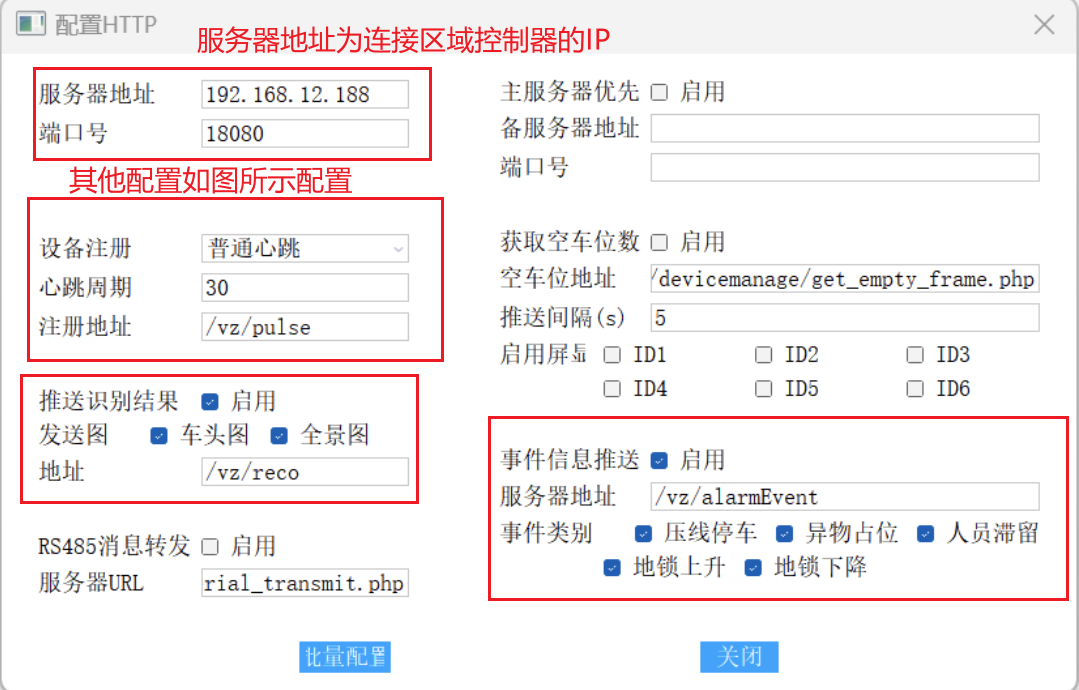 配置HTTP
服务器地址为连接区域控制器的IP
服务器地址 192.168.12.188
端口号 18080
其他配置如图所示配置
设备注册 普通心跳
心跳周期 30
注册地址 /vz/pulse
推送识别结果 启用
发送图 车头图 全景图
地址 /vz/reco
RS485消息转发 启用
服务器URL rial_transmit.php
主服务器优先 启用
备服务器地址
端口号
获取空车位数 启用
空车位地址 /devicemanage/get_empty_frame.php
推送间隔(s) 5
启用屏显 ID1 ID2 ID3
ID4 ID5 ID6
事件信息推送 启用
服务器地址 /vz/alarmEvent
事件类别 压线停车 异物占位 人员滞留
地锁上升 地锁下降
批量配置 关闭